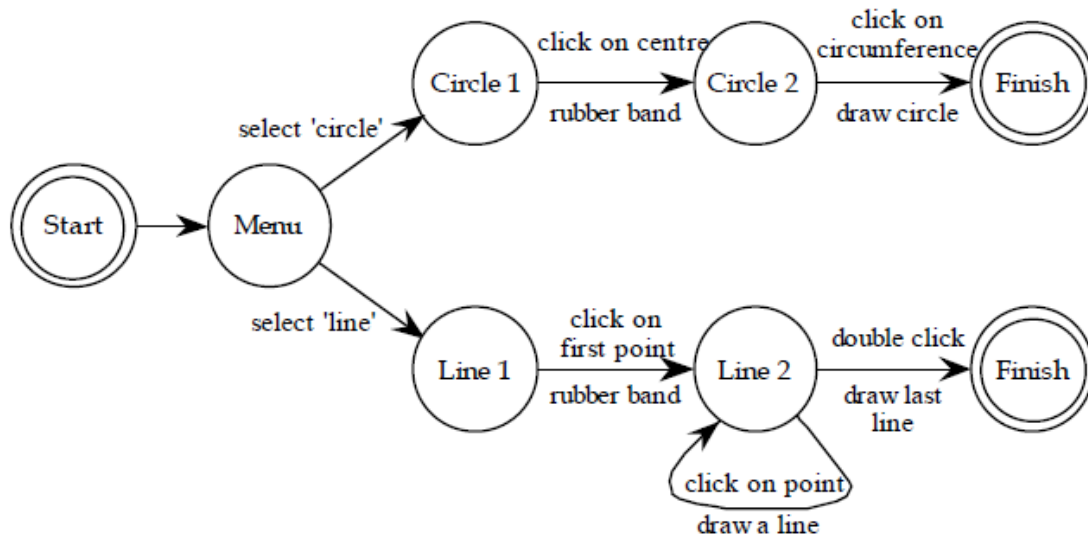 click on centre
click on
circumference
Circle 1
Circle 2
Finish
rubber band
draw circle
select 'circle'
Start
Menu
select 'line'
click on
first point
double click
Line 1
Line 2
Finish
rubber band
draw last
line
click on point
draw a line